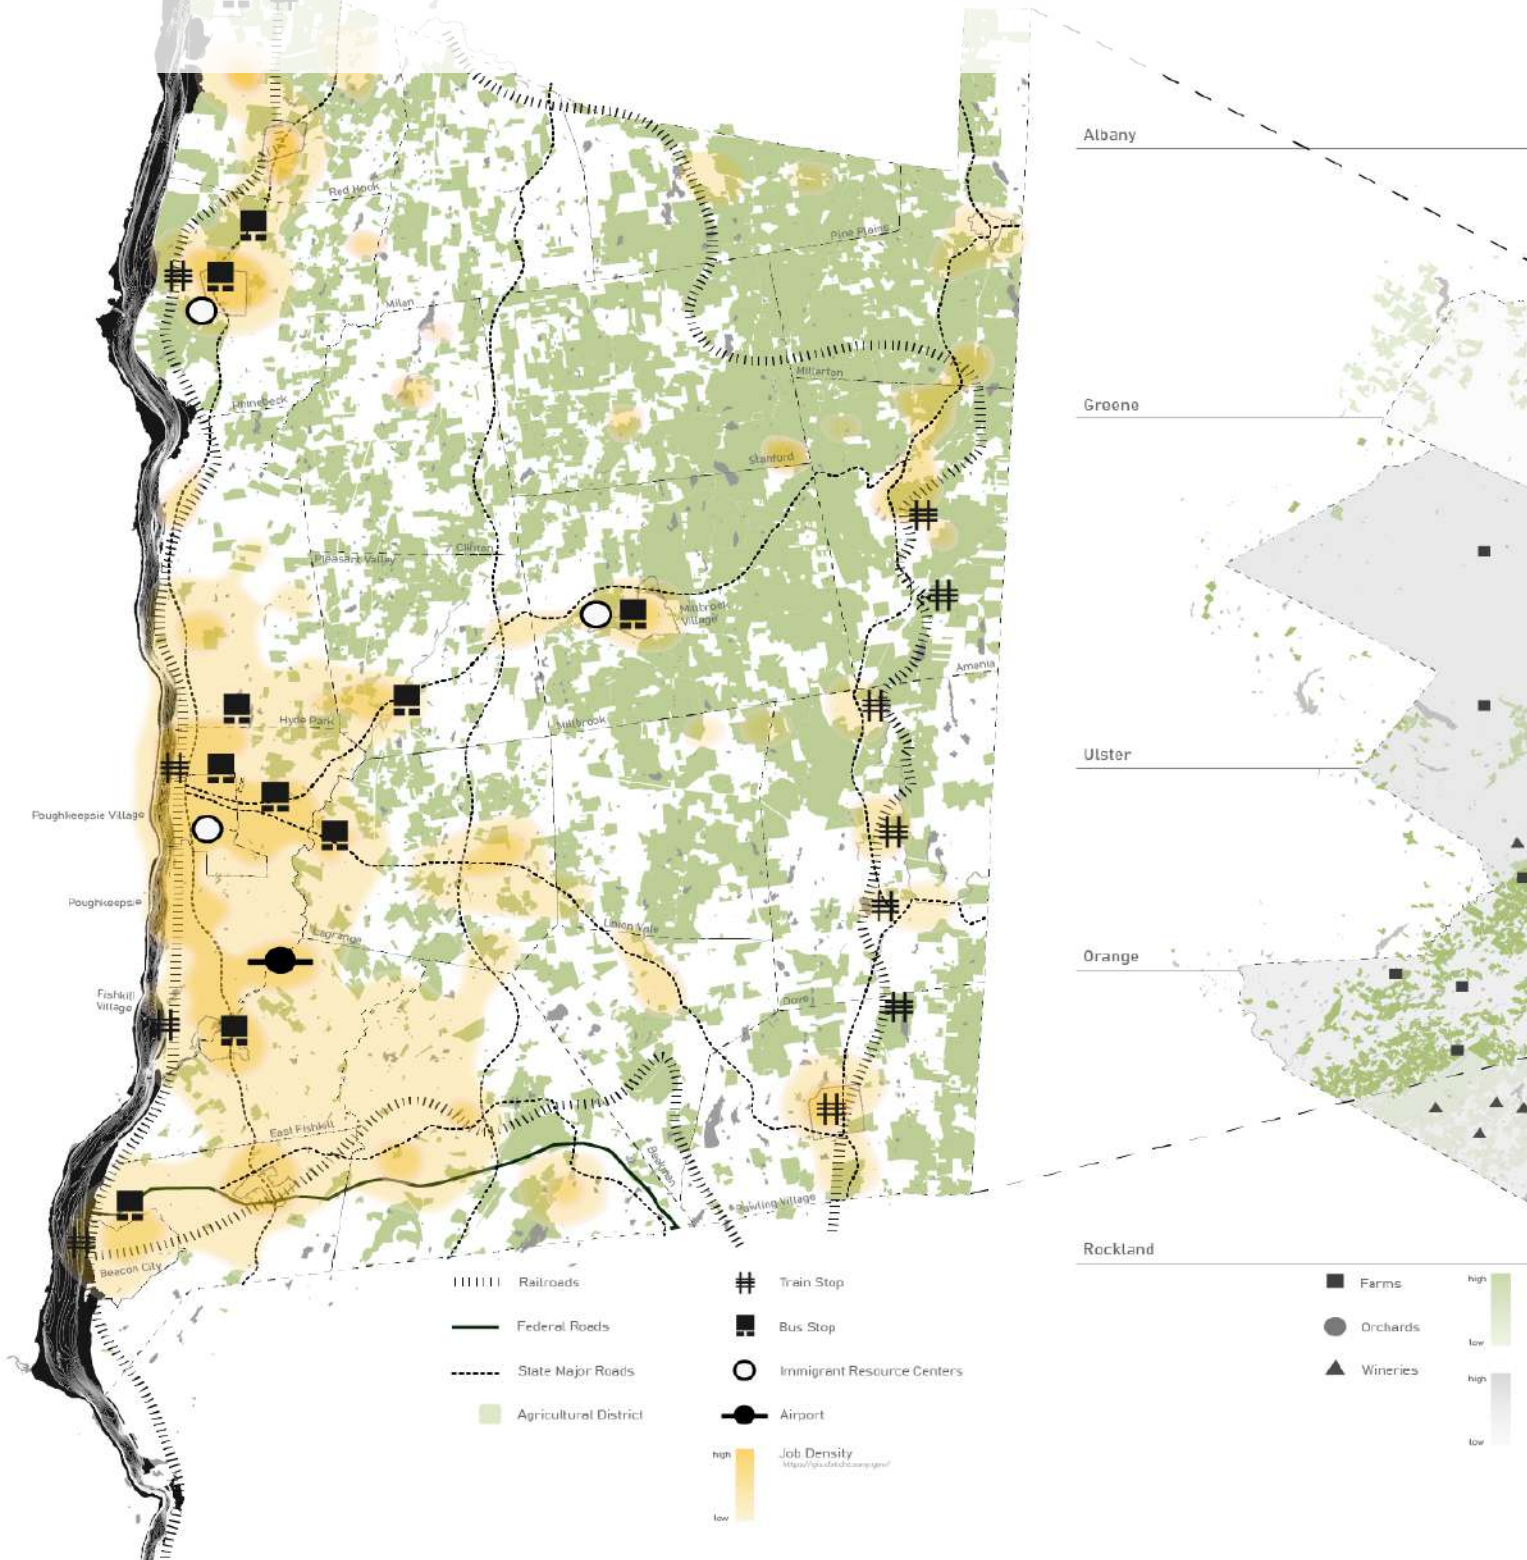 Albany
Red Hook
Pine Plains
Milan
Millerton
Rhinebeck
Greene
Stanford
Clinton
Pleasant Valley
Millbrook
Village
Amania
Hyde Park
Millbrook
Ulster
Poughkeepsie Village
Poughkeepsie
Union Vale
Lagrange
Orange
Fishkill
Village
Dover
East Fishkill
Beekman
Pawling Village
Rockland
Beacon City
Railroads
Train Stop
Farms
high
Federal Roads
Bus Stop
Orchards
low
State Major Roads
Immigrant Resource Centers
Wineries
high
Agricultural District
Airport
low
high
Job Density
low